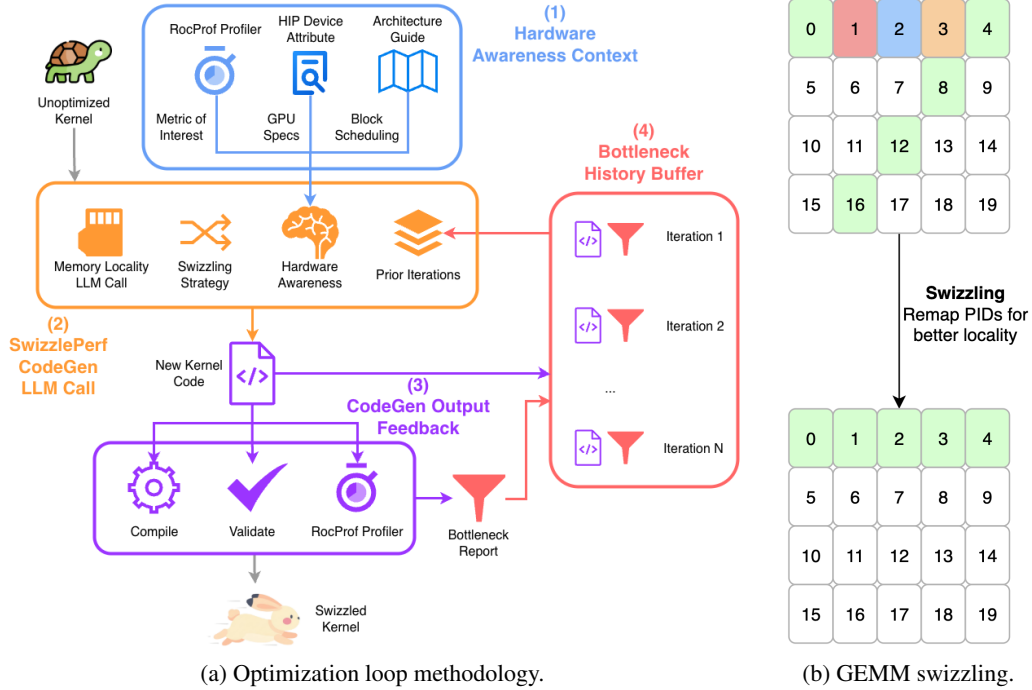 (1)
Hardware
Awareness Context
RocProf Profiler
HIP Device
Attribute
Architecture
Guide
Metric of
Interest
GPU
Specs
Block
Scheduling
Unoptimized
Kernel
Memory Locality
LLM Call
Swizzling
Strategy
Hardware
Awareness
Prior Iterations
(2)
SwizzlePerf
CodeGen
LLM Call
New Kernel
Code
</>
(3)
CodeGen Output
Feedback
Compile
Validate
RocProf Profiler
Bottleneck
Report
Swizzled
Kernel
(4)
Bottleneck
History Buffer
</> Iteration 1
</> Iteration 2
...
</> Iteration N
(a) Optimization loop methodology.
0 1 2 3 4
5 6 7 8 9
10 11 12 13 14
15 16 17 18 19
Swizzling
Remap PIDs for
better locality
0 1 2 3 4
5 6 7 8 9
10 11 12 13 14
15 16 17 18 19
(b) GEMM swizzling.